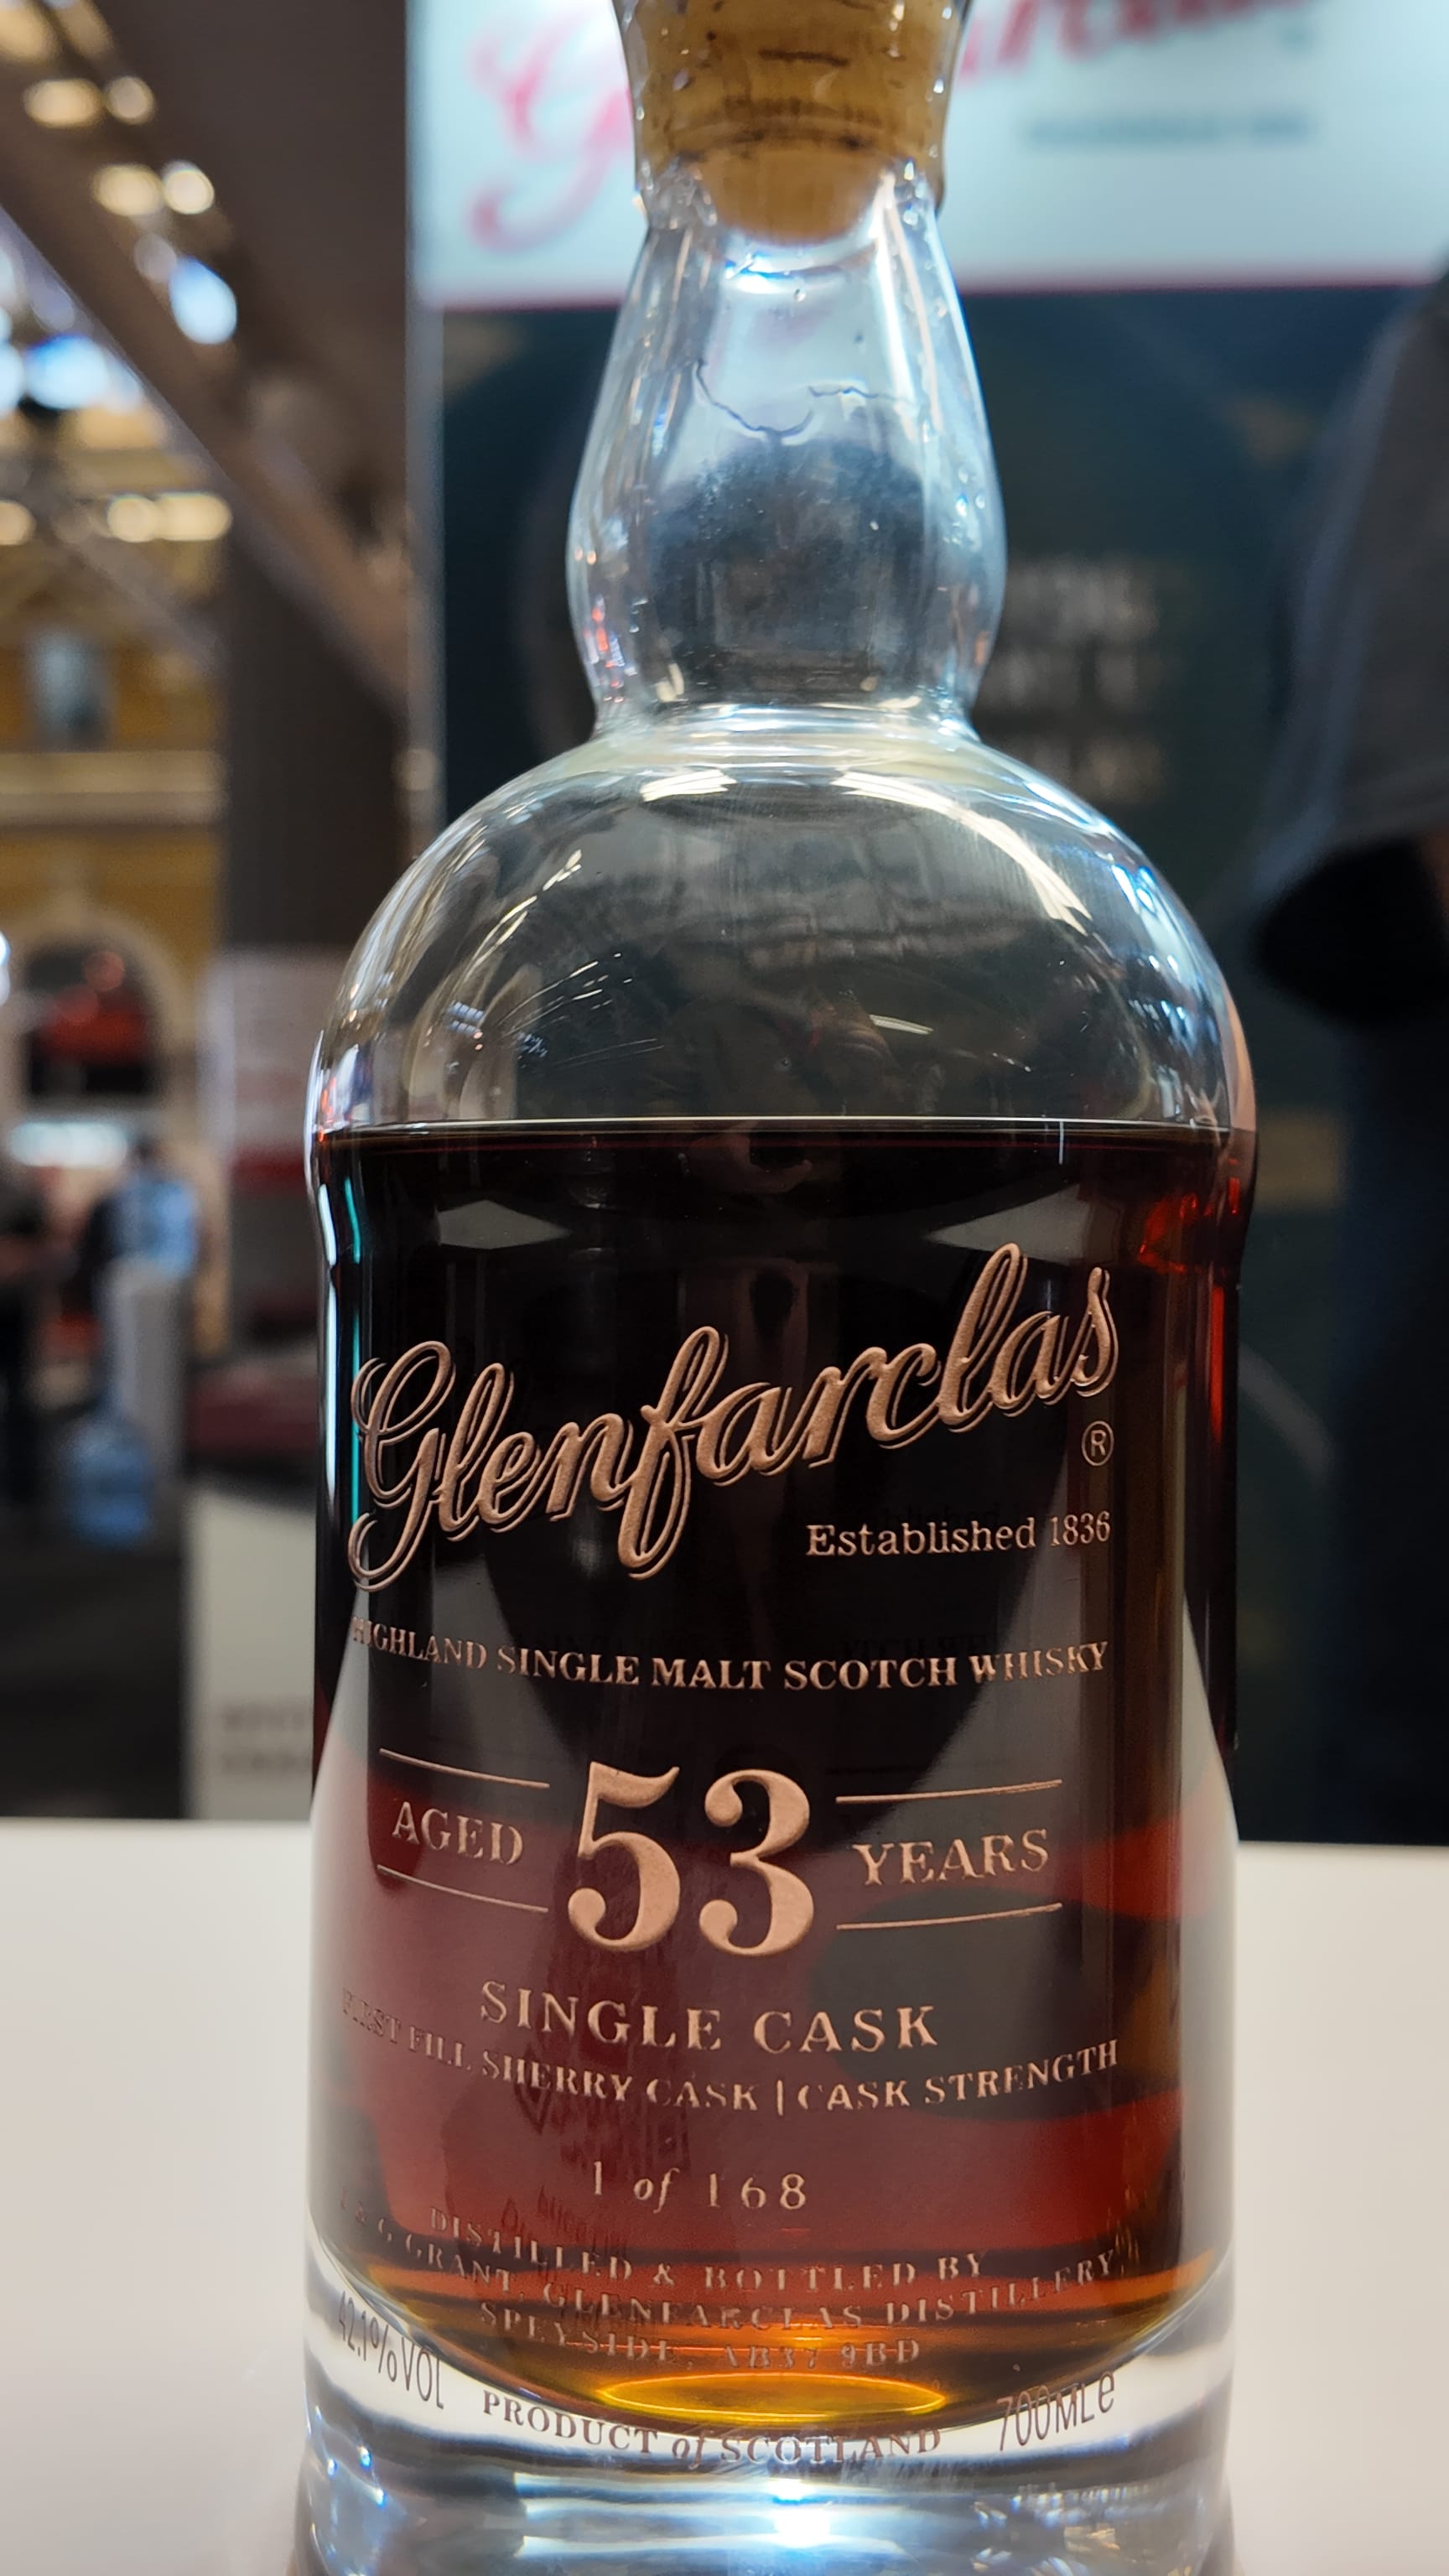 Glenfarclas
®
Established 1836
HIGHLAND SINGLE MALT SCOTCH WHISKY
AGED 53 YEARS
SINGLE CASK
FIRST FILL SHERRY CASK | CASK STRENGTH
1 of 168
DISTILLED & BOTTLED BY
J & G GRANT, GLENFARCLAS DISTILLERY,
SPEYSIDE, AB37 9BD
42.1%VOL PRODUCT of SCOTLAND 700MLe